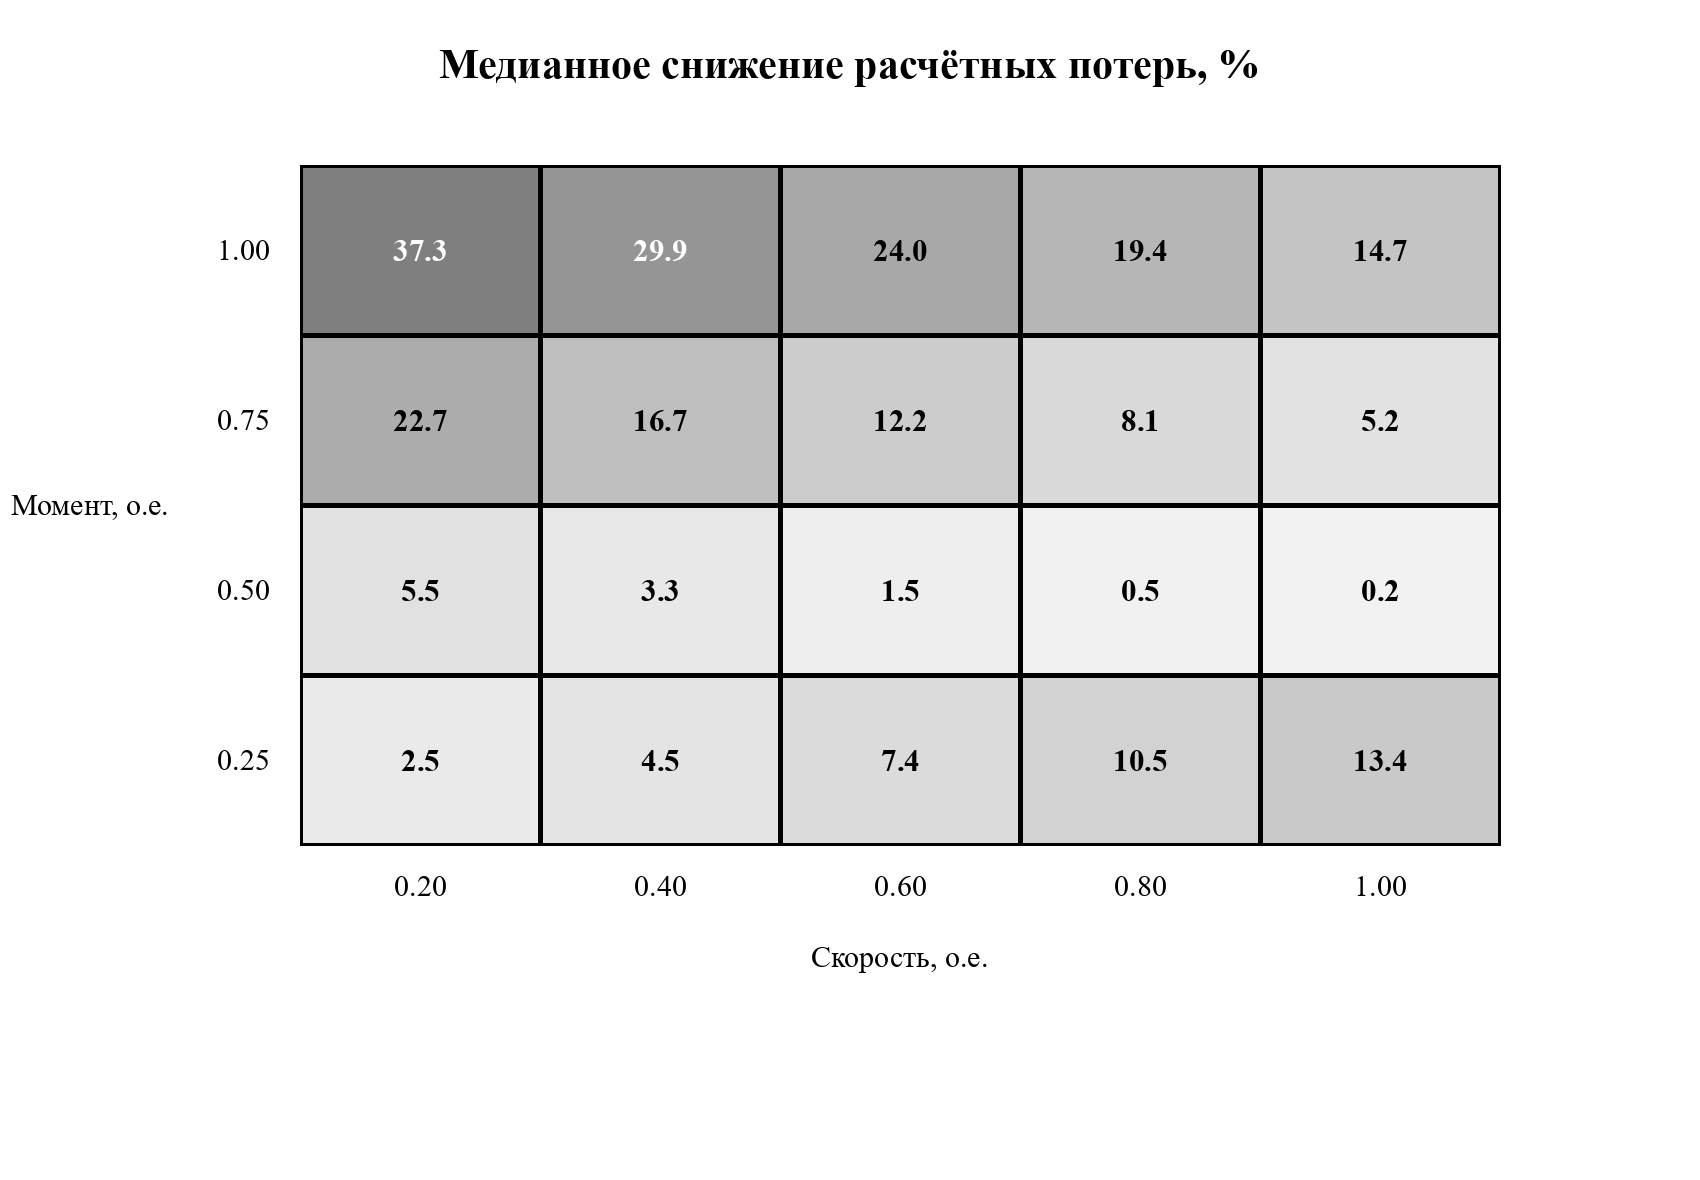 Медианное снижение расчётных потерь, %
1.00 37.3 29.9 24.0 19.4 14.7
0.75 22.7 16.7 12.2 8.1 5.2
Момент, о.е.
0.50 5.5 3.3 1.5 0.5 0.2
0.25 2.5 4.5 7.4 10.5 13.4
0.20 0.40 0.60 0.80 1.00
Скорость, о.е.